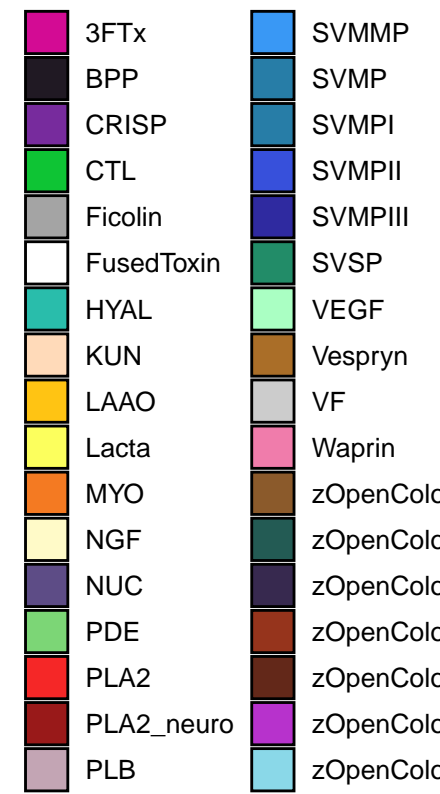 3FTx
BPP
CRISP
CTL
Ficolin
FusedToxin
HYAL
KUN
LAAO
Lacta
MYO
NGF
NUC
PDE
PLA2
PLA2_neuro
PLB
SVMMP
SVMP
SVMPI
SVMPII
SVMPIII
SVSP
VEGF
Vespryn
VF
Waprin
zOpenColo
zOpenColo
zOpenColo
zOpenColo
zOpenColo
zOpenColo
zOpenColo